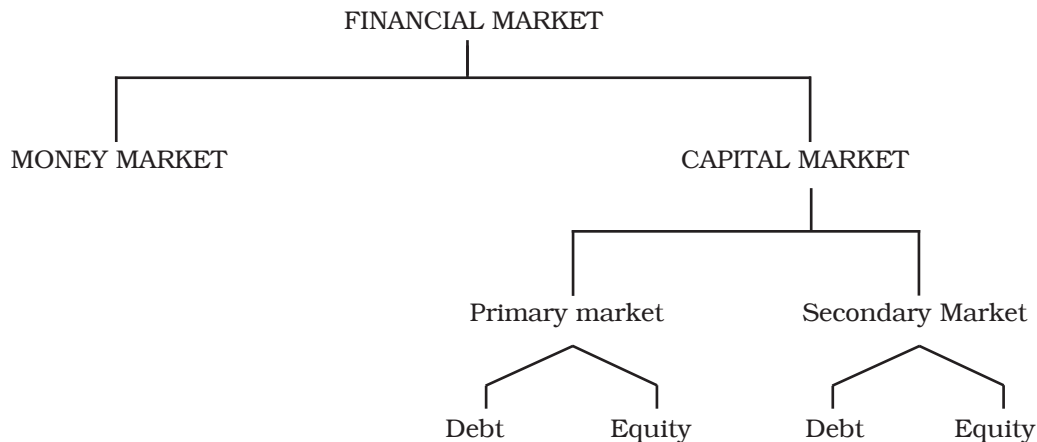 FINANCIAL MARKET
MONEY MARKET CAPITAL MARKET
Primary market Secondary Market
Debt Equity Debt Equity